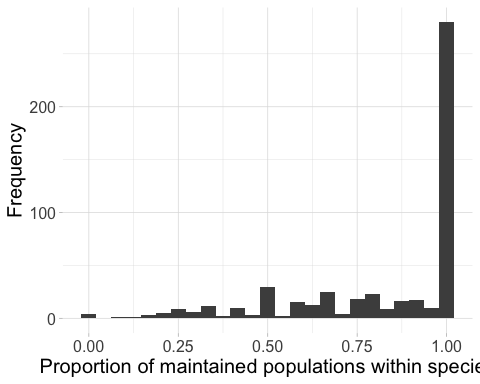 Frequency
200
100
0
0.00 0.25 0.50 0.75 1.00
Proportion of maintained populations within specie